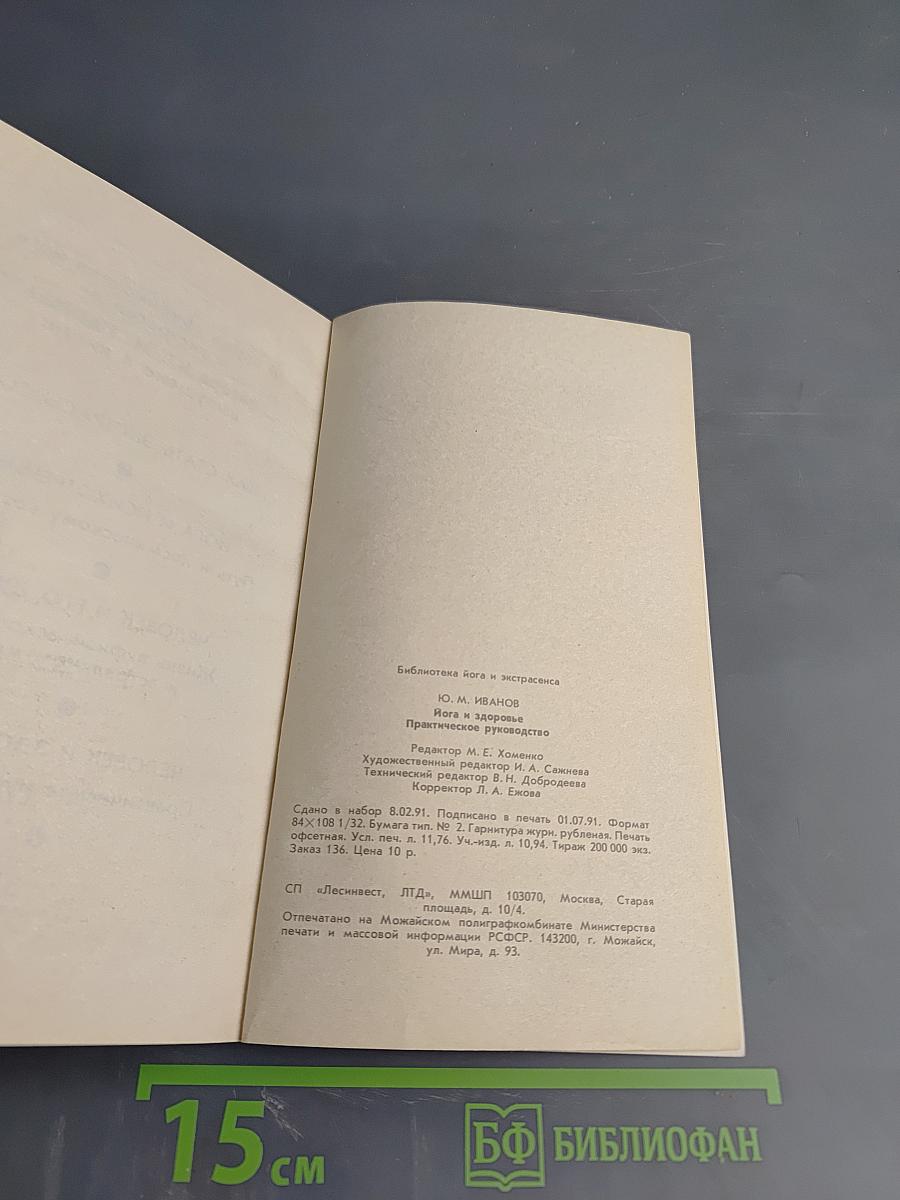 Библиотека йога и экстрасенса
Ю. М. ИВАНОВ
Йога и здоровье
Практическое руководство
Редактор М. Е. Хоменко
Художественный редактор И. А. Сажнева
Технический редактор В. Н. Добродеева
Корректор Л. А. Ежова
Сдано в набор 8.02.91. Подписано в печать 01.07.91. Формат
84×108 1/32. Бумага тип. № 2. Гарнитура журн. рубленая. Печать
офсетная. Усл. печ. л. 11,76. Уч.-изд. л. 10,94. Тираж 200 000 экз.
Заказ 136. Цена 10 р.
СП «Лесинвест, ЛТД», ММШП 103070, Москва, Старая
площадь, д. 10/4.
Отпечатано на Можайском полиграфкомбинате Министерства
печати и массовой информации РСФСР. 143200, г. Можайск,
ул. Мира, д. 93.
15 см
БФ БИБЛИОФАН